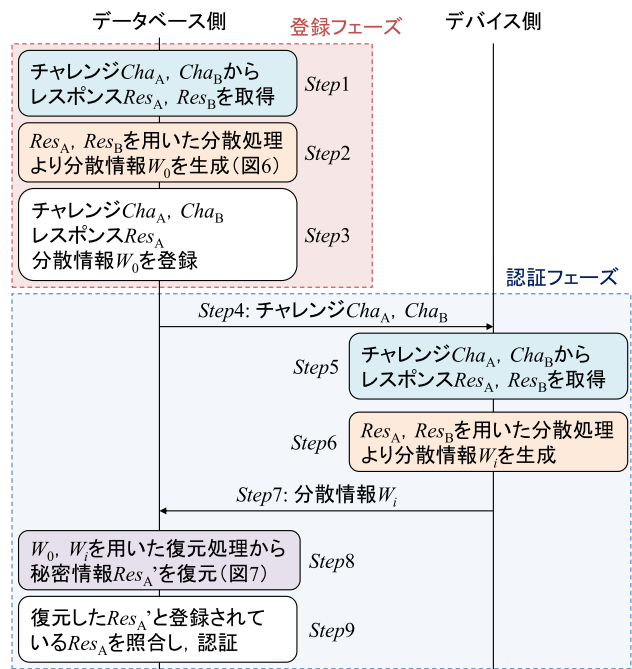 データベース側
デバイス側
登録フェーズ
チャレンジChaA, ChaBから
レスポンスResA, ResBを取得
Step1
ResA, ResBを用いた分散処理
より分散情報W0を生成(図6)
Step2
チャレンジChaA, ChaB
レスポンスResA
分散情報W0を登録
Step3
認証フェーズ
Step4: チャレンジChaA, ChaB
Step5
チャレンジChaA, ChaBから
レスポンスResA, ResBを取得
Step6
ResA, ResBを用いた分散処理
より分散情報Wiを生成
Step7: 分散情報Wi
W0, Wiを用いた復元処理から
秘密情報ResA'を復元(図7)
Step8
復元したResA'と登録されて
いるResAを照合し, 認証
Step9